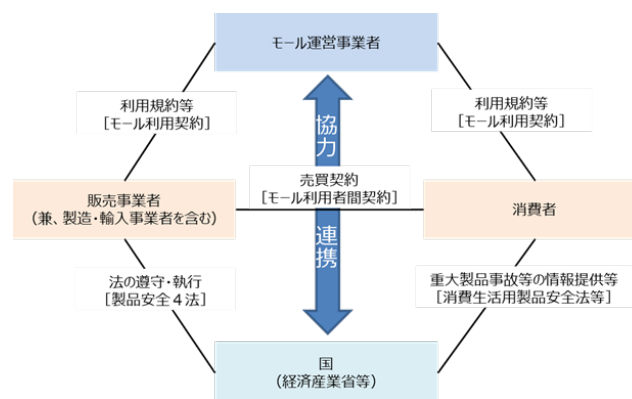 モール運営事業者
利用規約等
[モール利用契約]
利用規約等
[モール利用契約]
協力
売買契約
[モール利用者間契約]
販売事業者
(兼、製造・輸入事業者を含む)
消費者
連携
法の遵守・執行
[製品安全４法]
重大製品事故等の情報提供等
[消費生活用製品安全法等]
国
(経済産業省等)